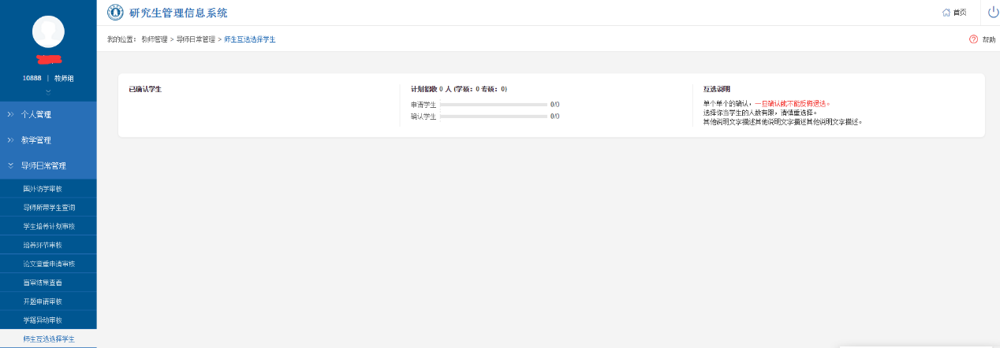 研究生管理信息系统
首页
我的位置： 教师管理 > 导师日常管理 > 师生互选选择学生
帮助
10888 | 教师组
个人管理
教学管理
导师日常管理
国外访学审核
导师所带学生查询
学生培养计划审核
培养环节审核
论文查重申请审核
盲审结果查看
开题申请审核
学籍异动审核
师生互选选择学生
已确认学生
计划招收 0 人 (学硕：0 专硕：0)
申请学生 0/0
确认学生 0/0
互选说明
单个单个的确认，一旦确认就不能反悔退选。
选择你当学生的人数有限，请慎重选择。
其他说明文字描述其他说明文字描述其他说明文字描述。